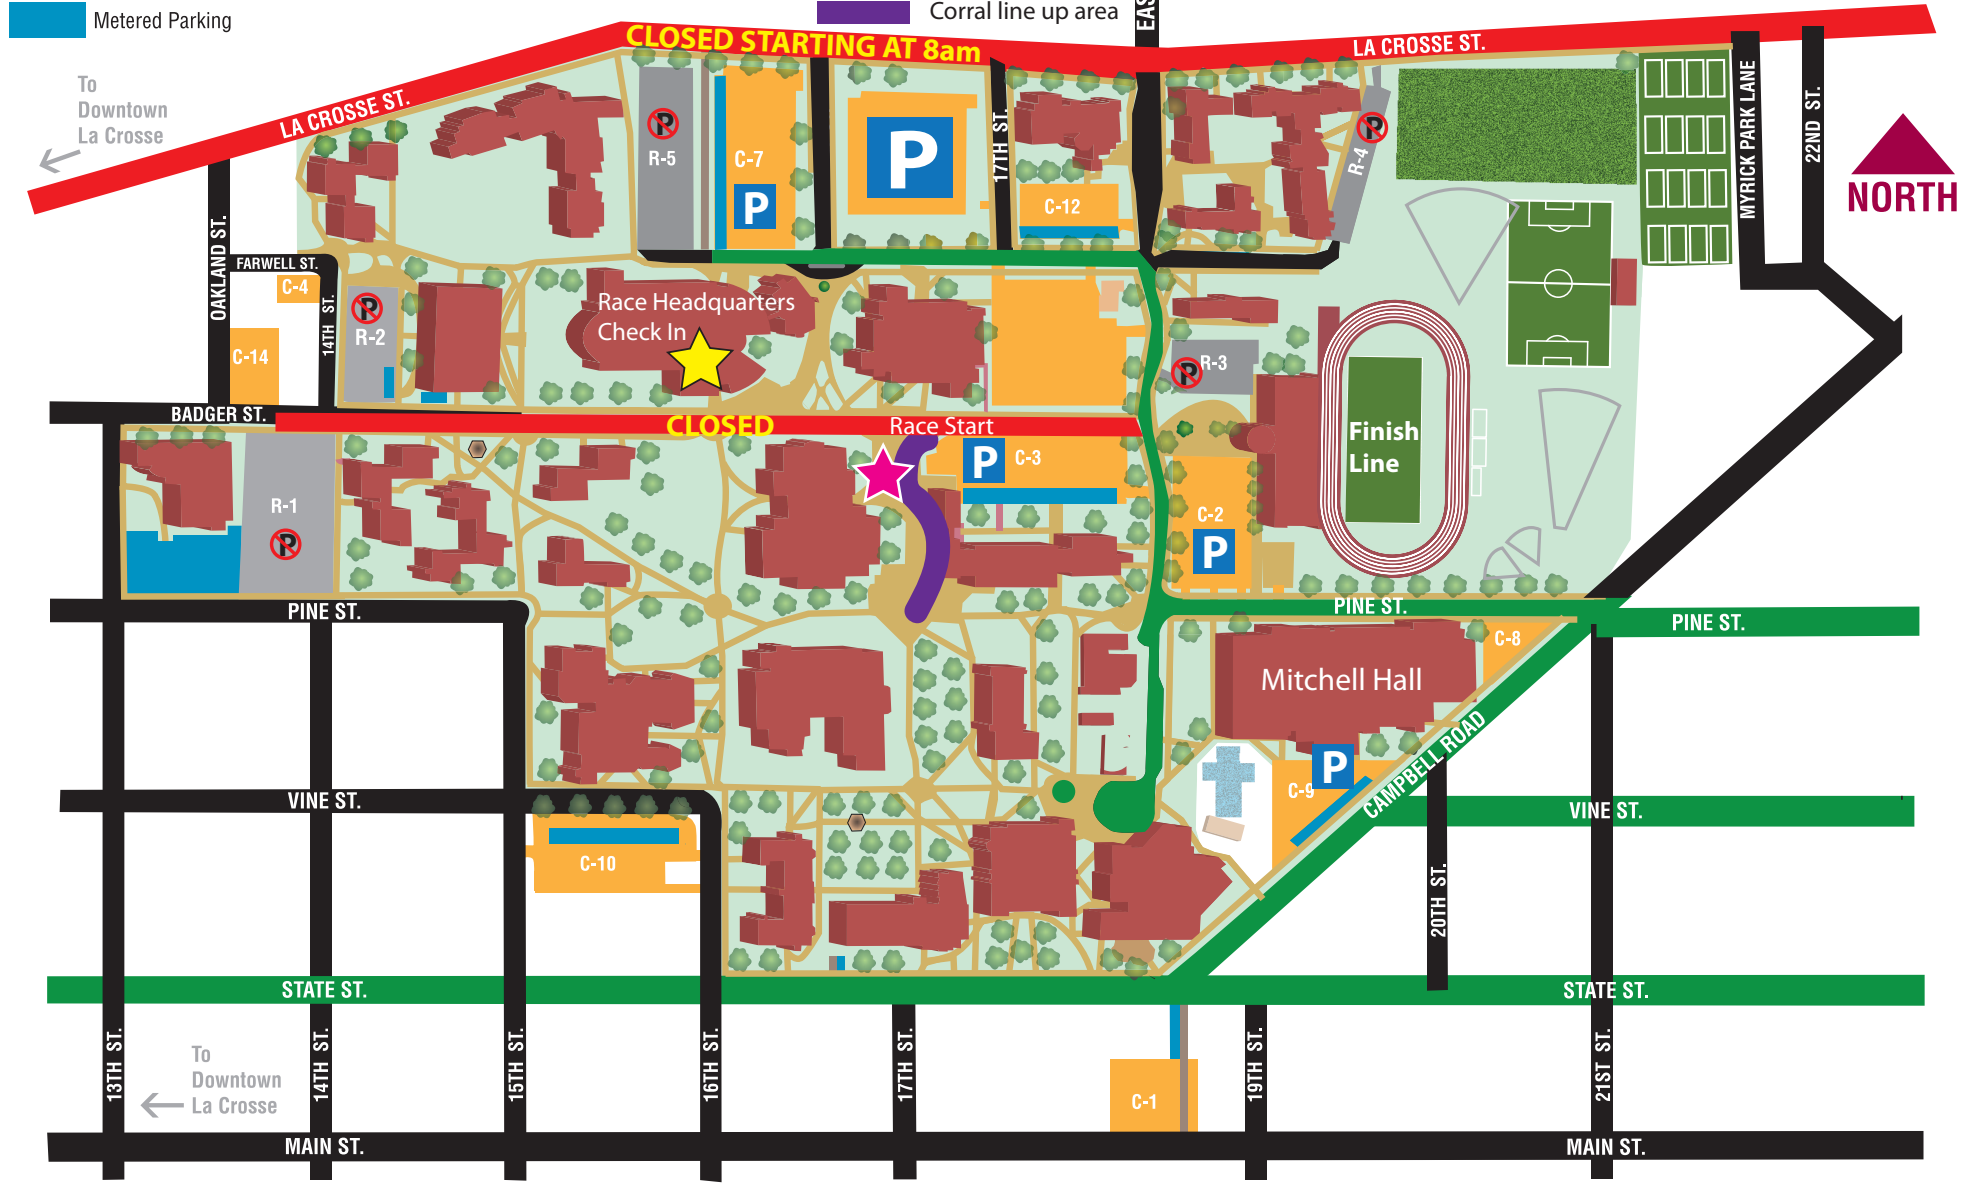 Metered Parking
Corral line up area
EAS
CLOSED STARTING AT 8am
LA CROSSE ST.
To
Downtown
La Crosse
LA CROSSE ST.
P
R-5
C-7
P
P
17TH ST.
C-12
P
R-4
MYRICK PARK LANE
22ND ST.
NORTH
OAKLAND ST.
FARWELL ST.
C-4
14TH ST.
P
R-2
C-14
Race Headquarters
Check In
P
R-3
BADGER ST.
CLOSED
Race Start
Finish
Line
P
C-3
R-1
P
C-2
P
PINE ST.
PINE ST.
PINE ST.
C-8
Mitchell Hall
CAMPBELL ROAD
P
C-9
VINE ST.
VINE ST.
C-10
20TH ST.
STATE ST.
STATE ST.
13TH ST.
To
Downtown
La Crosse
14TH ST.
15TH ST.
16TH ST.
17TH ST.
C-1
19TH ST.
21ST ST.
MAIN ST.
MAIN ST.